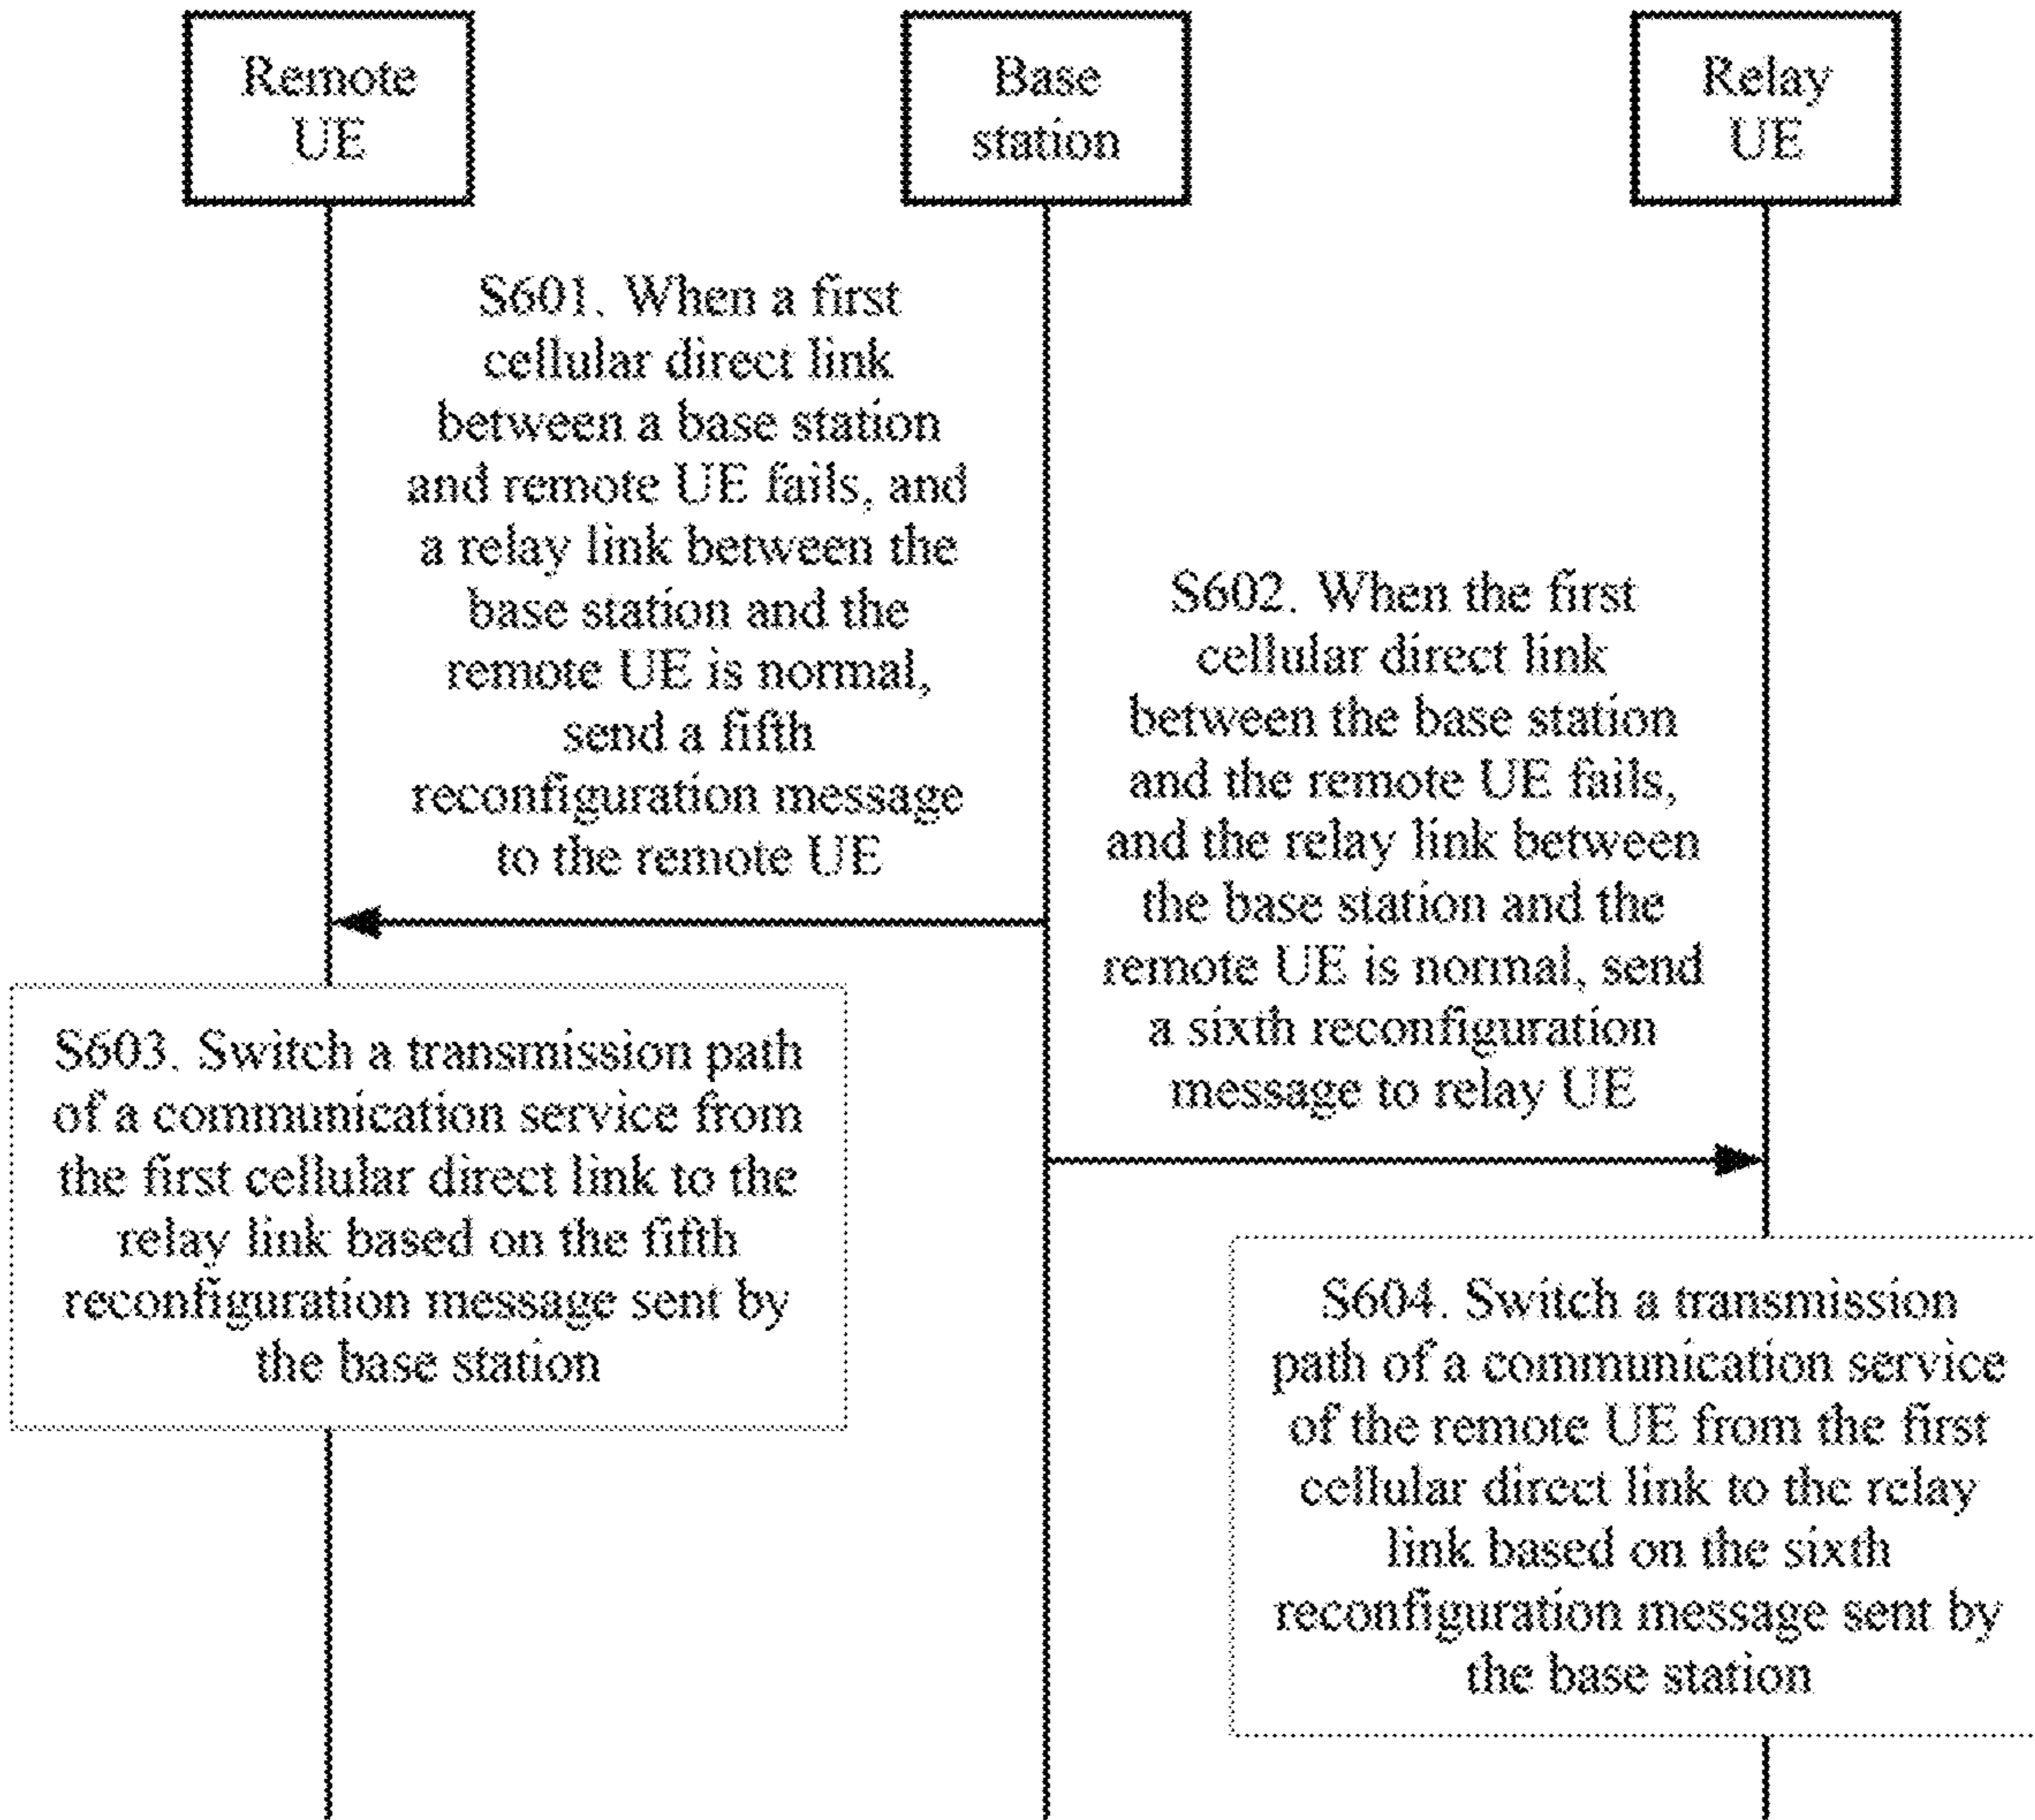 Remote
UE
Base
station
Relay
UE
S601. When a first
cellular direct link
between a base station
and remote UE fails, and
a relay link between the
base station and the
remote UE is normal,
send a fifth
reconfiguration message
to the remote UE
S602. When the first
cellular direct link
between the base station
and the remote UE fails,
and the relay link between
the base station and the
remote UE is normal, send
a sixth reconfiguration
message to relay UE
S603. Switch a transmission path
of a communication service from
the first cellular direct link to the
relay link based on the fifth
reconfiguration message sent by
the base station
S604. Switch a transmission
path of a communication service
of the remote UE from the first
cellular direct link to the relay
link based on the sixth
reconfiguration message sent by
the base station